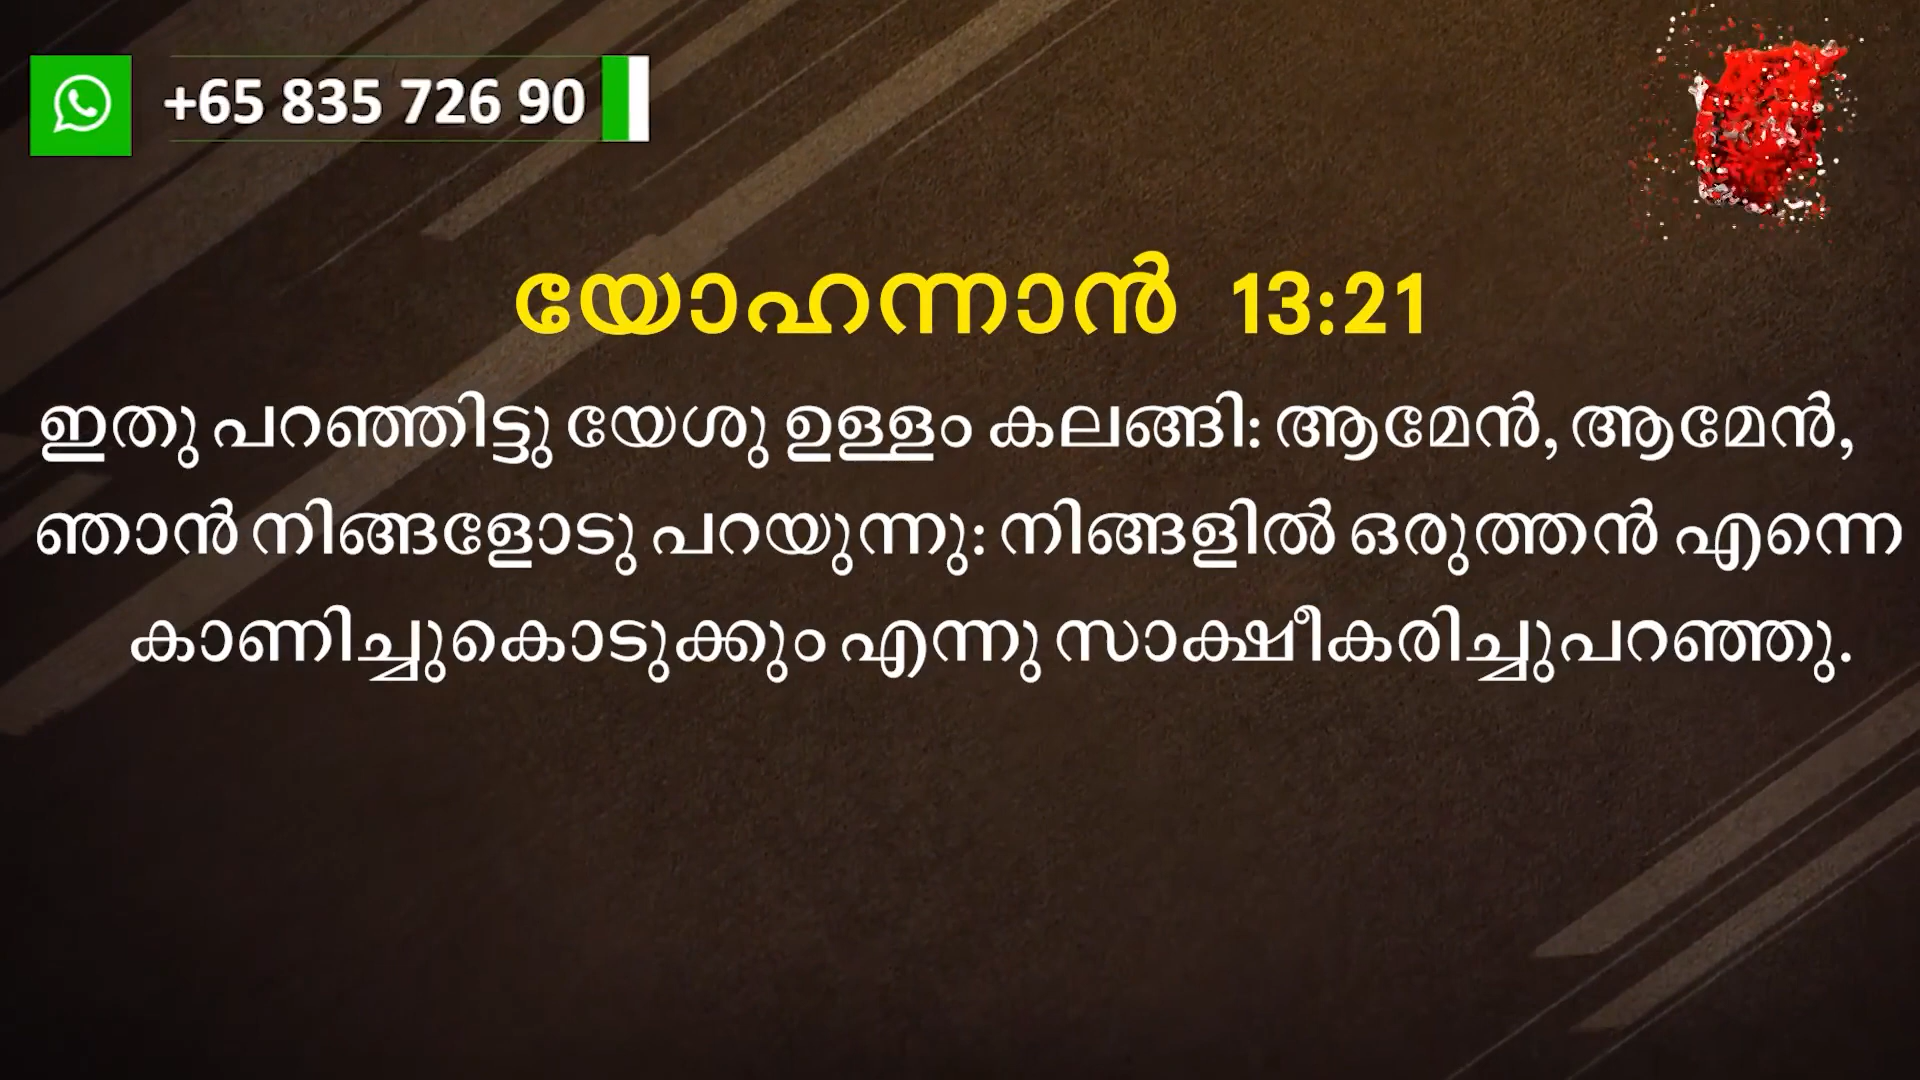 +65 835 726 90
യോഹന്നാൻ 13:21
ഇതു പറഞ്ഞിട്ടു യേശു ഉള്ളം കലങ്ങി: ആമേൻ, ആമേൻ,
ഞാൻ നിങ്ങളോടു പറയുന്നു: നിങ്ങളിൽ ഒരുത്തൻ എന്നെ
കാണിച്ചുകൊടുക്കും എന്നു സാക്ഷീകരിച്ചുപറഞ്ഞു.